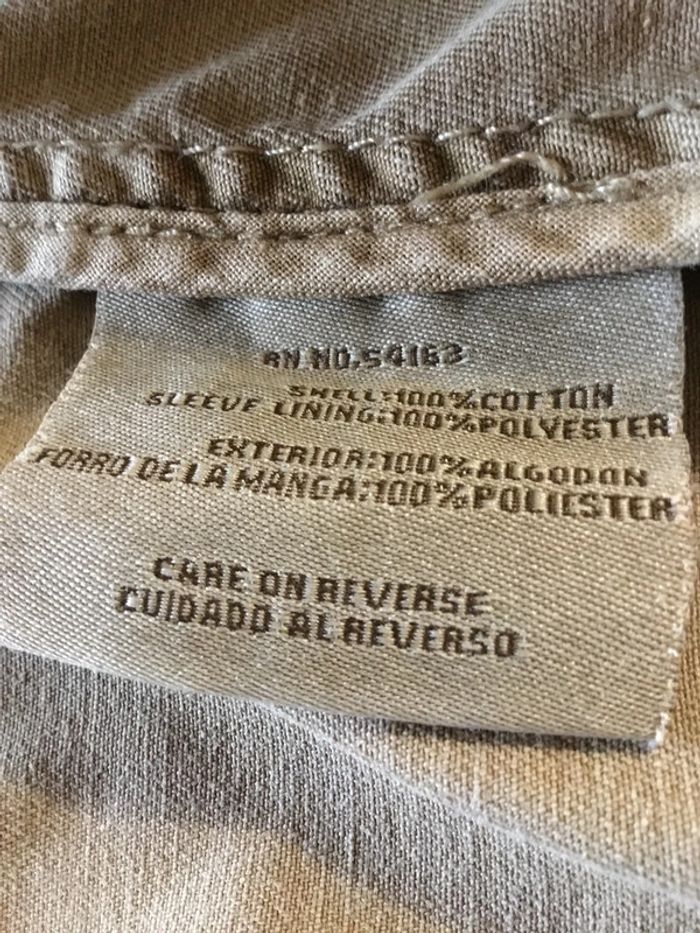 RN NO.54163
SHELL:100%COTTON
SLEEVE LINING:100%POLYESTER
EXTERIOR:100%ALGODON
FORRO DE LA MANGA:100%POLIESTER
CARE ON REVERSE
CUIDADO AL REVERSO